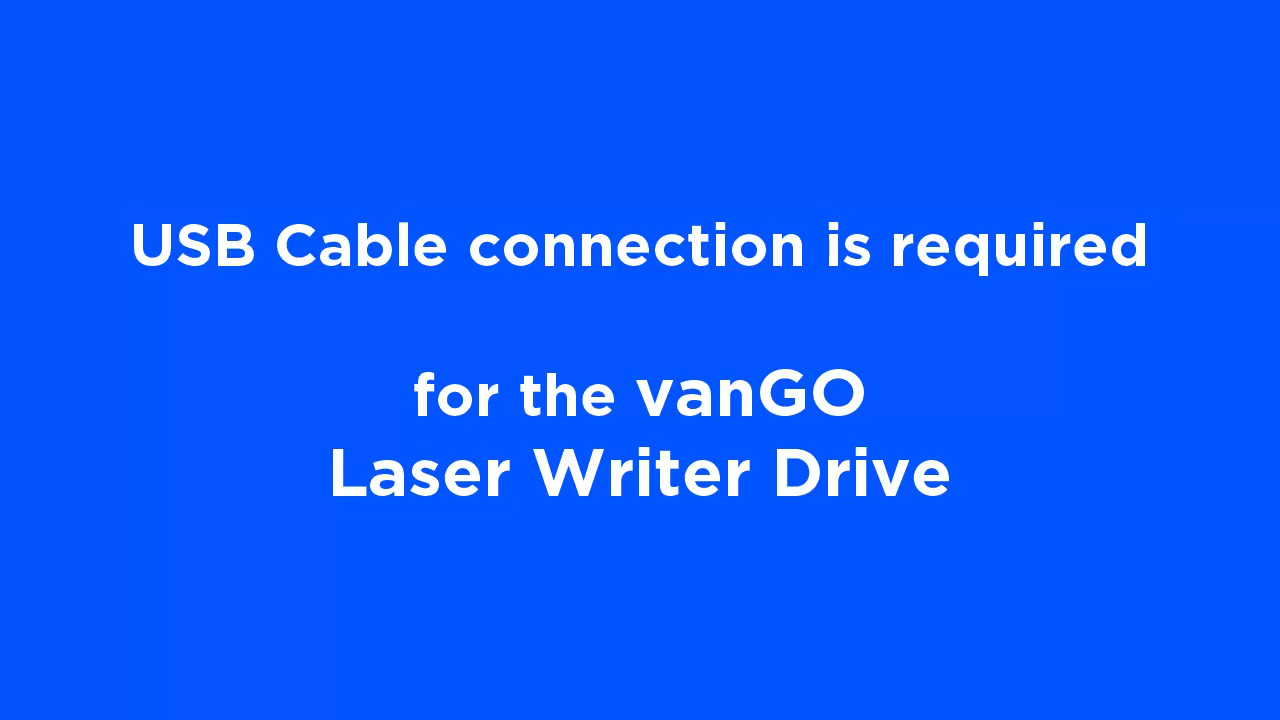 USB Cable connection is required
for the vanGO
Laser Writer Drive